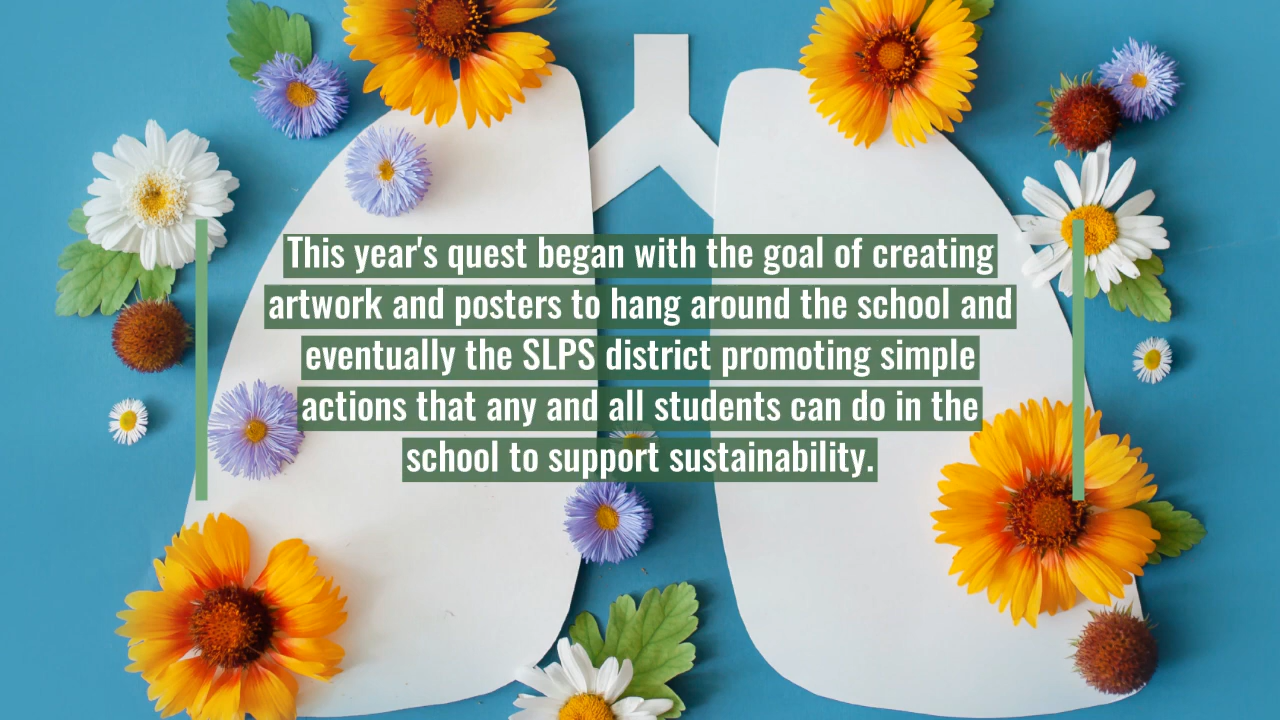 This year's quest began with the goal of creating
artwork and posters to hang around the school and
eventually the SLPS district promoting simple
actions that any and all students can do in the
school to support sustainability.